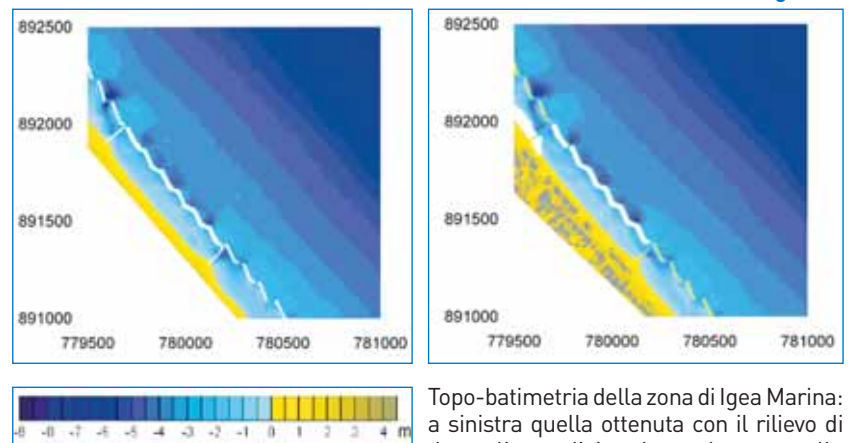 892500
892000
891500
891000
779500 780000 780500 781000
892500
892000
891500
891000
779500 780000 780500 781000
-8 -7 -4 -3 -2 -1 0 1 2 3 4 m
Topo-batimetria della zona di Igea Marina:
a sinistra quella ottenuta con il rilievo di